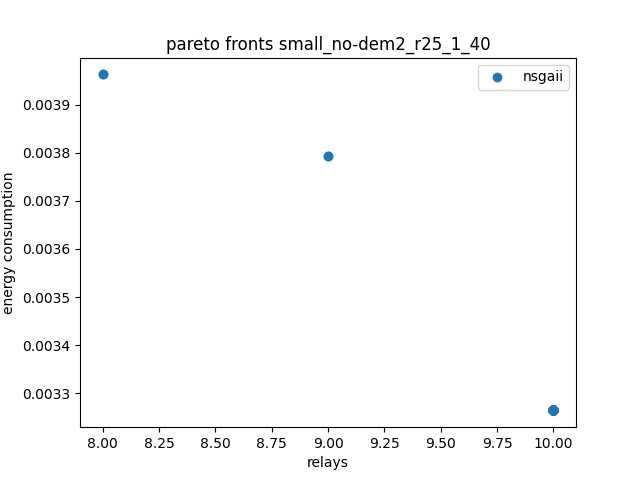 pareto fronts small_no-dem2_r25_1_40
nsgaii
energy consumption
0.0039
0.0038
0.0037
0.0036
0.0035
0.0034
0.0033
8.00 8.25 8.50 8.75 9.00 9.25 9.50 9.75 10.00
relays